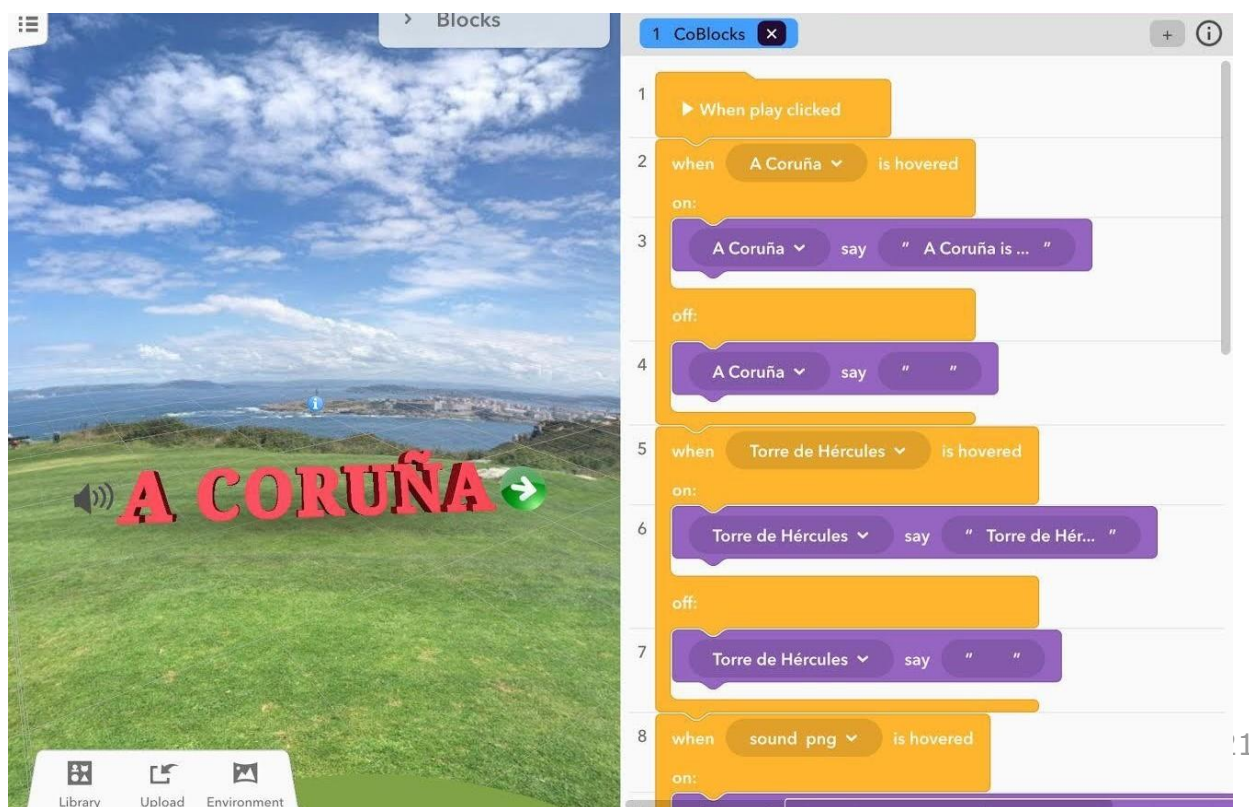 > Blocks
A CORUÑA
Library Upload Environment
1 CoBlocks
1
When play clicked
2 when A Coruña is hovered
on:
3 A Coruña say " A Coruña is ... "
off:
4 A Coruña say " "
5 when Torre de Hércules is hovered
on:
6 Torre de Hércules say " Torre de Hér... "
off:
7 Torre de Hércules say " "
8 when sound png is hovered
on: